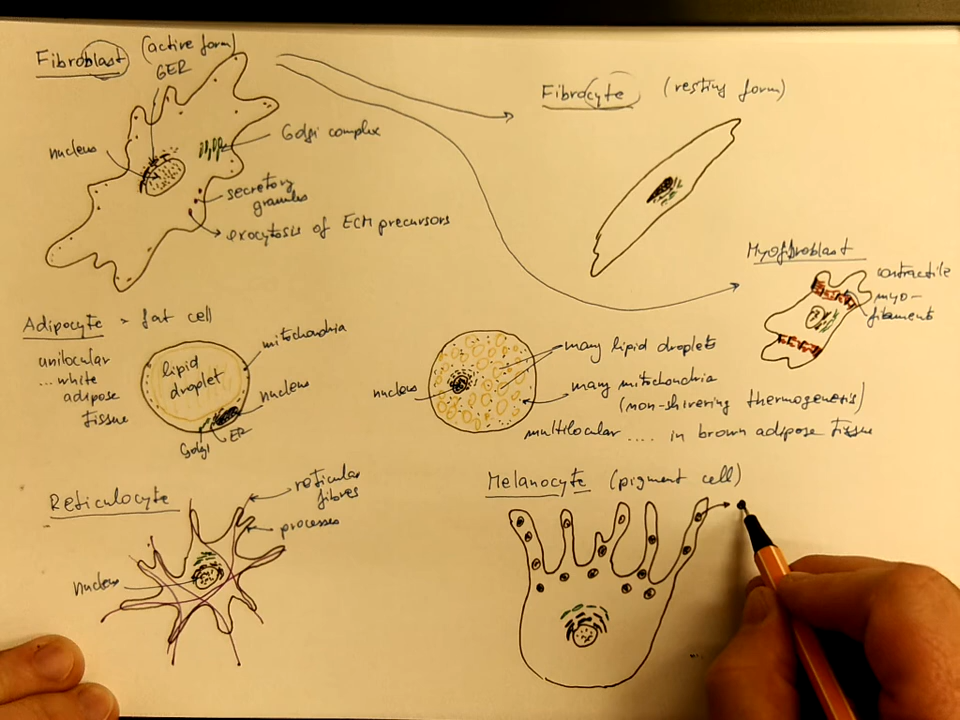 Fibroblast (active form)
GER
nucleus
Golgi complex
secretory
granules
exocytosis of ECM precursors
Fibrocyte (resting form)
Myofibroblast
contractile
myo-
filaments
Adipocyte = fat cell
unilocular
... white
adipose
tissue
lipid
droplet
mitochondria
nucleus
ER
Golgi
nucleus
many lipid droplets
many mitochondria
(non-shivering thermogenesis)
multilocular .... in brown adipose tissue
Reticulocyte
reticular
fibres
processes
nucleus
Melanocyte (pigment cell)